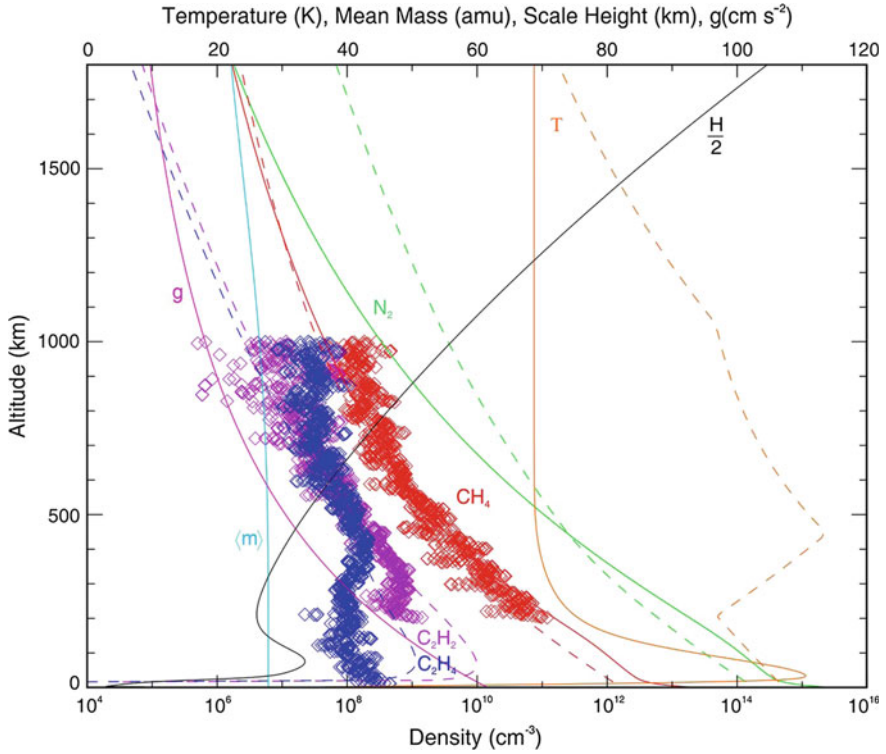 Temperature (K), Mean Mass (amu), Scale Height (km), g(cm s⁻²)
0 20 40 60 80 100 120
T
H
2
1500
g
N₂
1000
Altitude (km)
CH₄
500
⟨m⟩
C₂H₂
C₂H
0
10⁴ 10⁶ 10⁸ 10¹⁰ 10¹² 10¹⁴ 10¹⁶
Density (cm⁻³)